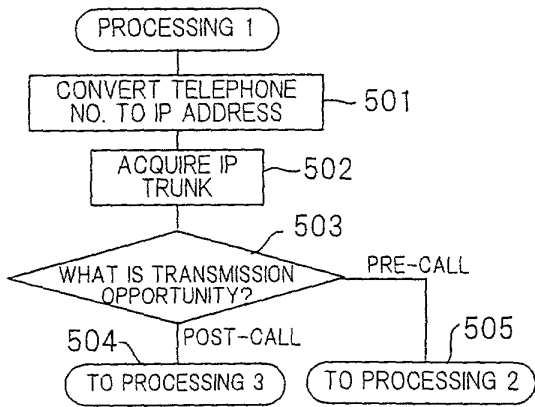 PROCESSING 1
CONVERT TELEPHONE
NO. TO IP ADDRESS
501
ACQUIRE IP
TRUNK
502
503
WHAT IS TRANSMISSION
OPPORTUNITY?
PRE-CALL
504
POST-CALL
505
TO PROCESSING 3
TO PROCESSING 2